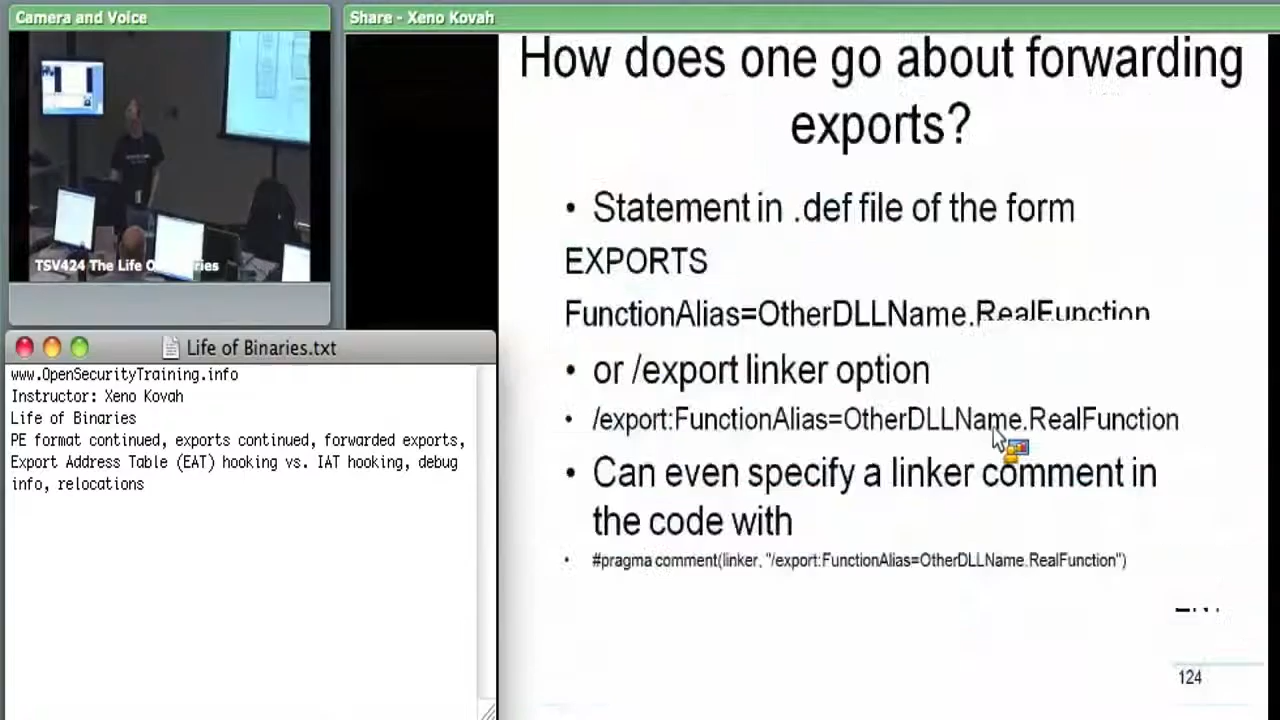 Camera and Voice
Share - Xeno Kovah
TSV424 The Life O ries
How does one go about forwarding
exports?
• Statement in .def file of the form
EXPORTS
FunctionAlias=OtherDLLName.RealFunction
• or /export linker option
• /export:FunctionAlias=OtherDLLName.RealFunction
• Can even specify a linker comment in
the code with
• #pragma comment(linker, "/export:FunctionAlias=OtherDLLName.RealFunction")
124
Life of Binaries.txt
www.OpenSecurityTraining.info
Instructor: Xeno Kovah
Life of Binaries
PE format continued, exports continued, forwarded exports,
Export Address Table (EAT) hooking vs. IAT hooking, debug
info, relocations